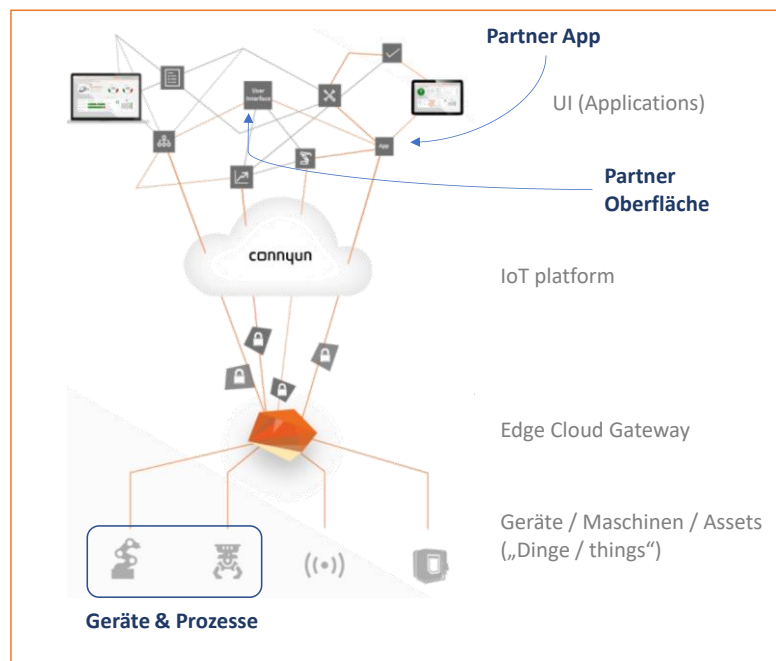 Partner App
UI (Applications)
User
Interface
App
Partner
Oberfläche
connyun
IoT platform
Edge Cloud Gateway
Geräte / Maschinen / Assets
(„Dinge / things“)
Geräte & Prozesse